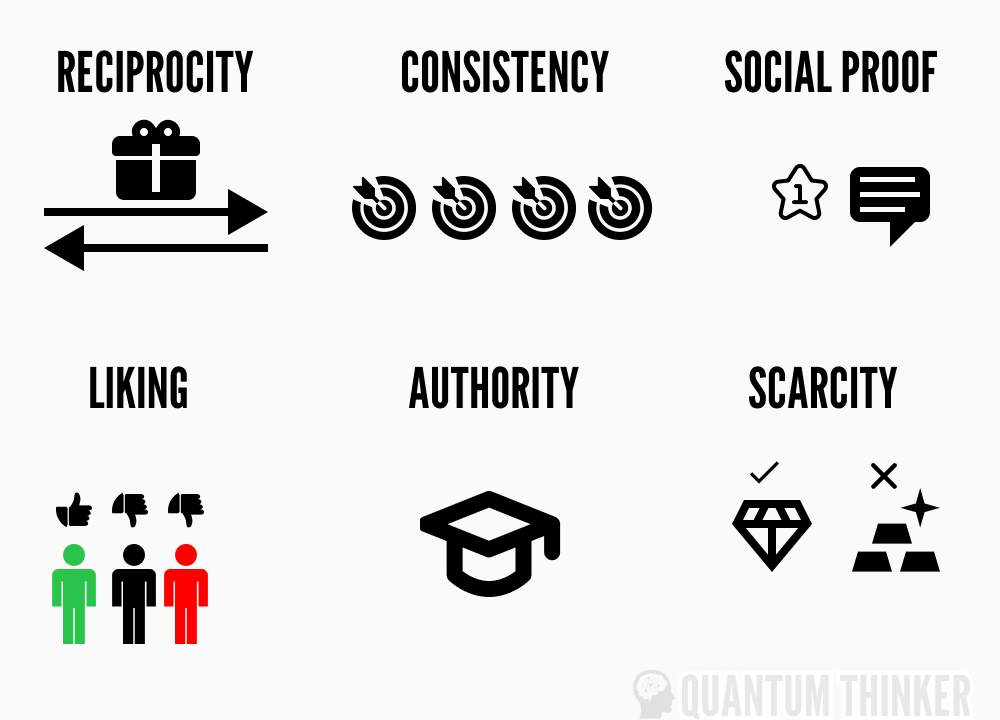 RECIPROCITY
CONSISTENCY
SOCIAL PROOF
1
LIKING
AUTHORITY
SCARCITY
QUANTUM THINKER